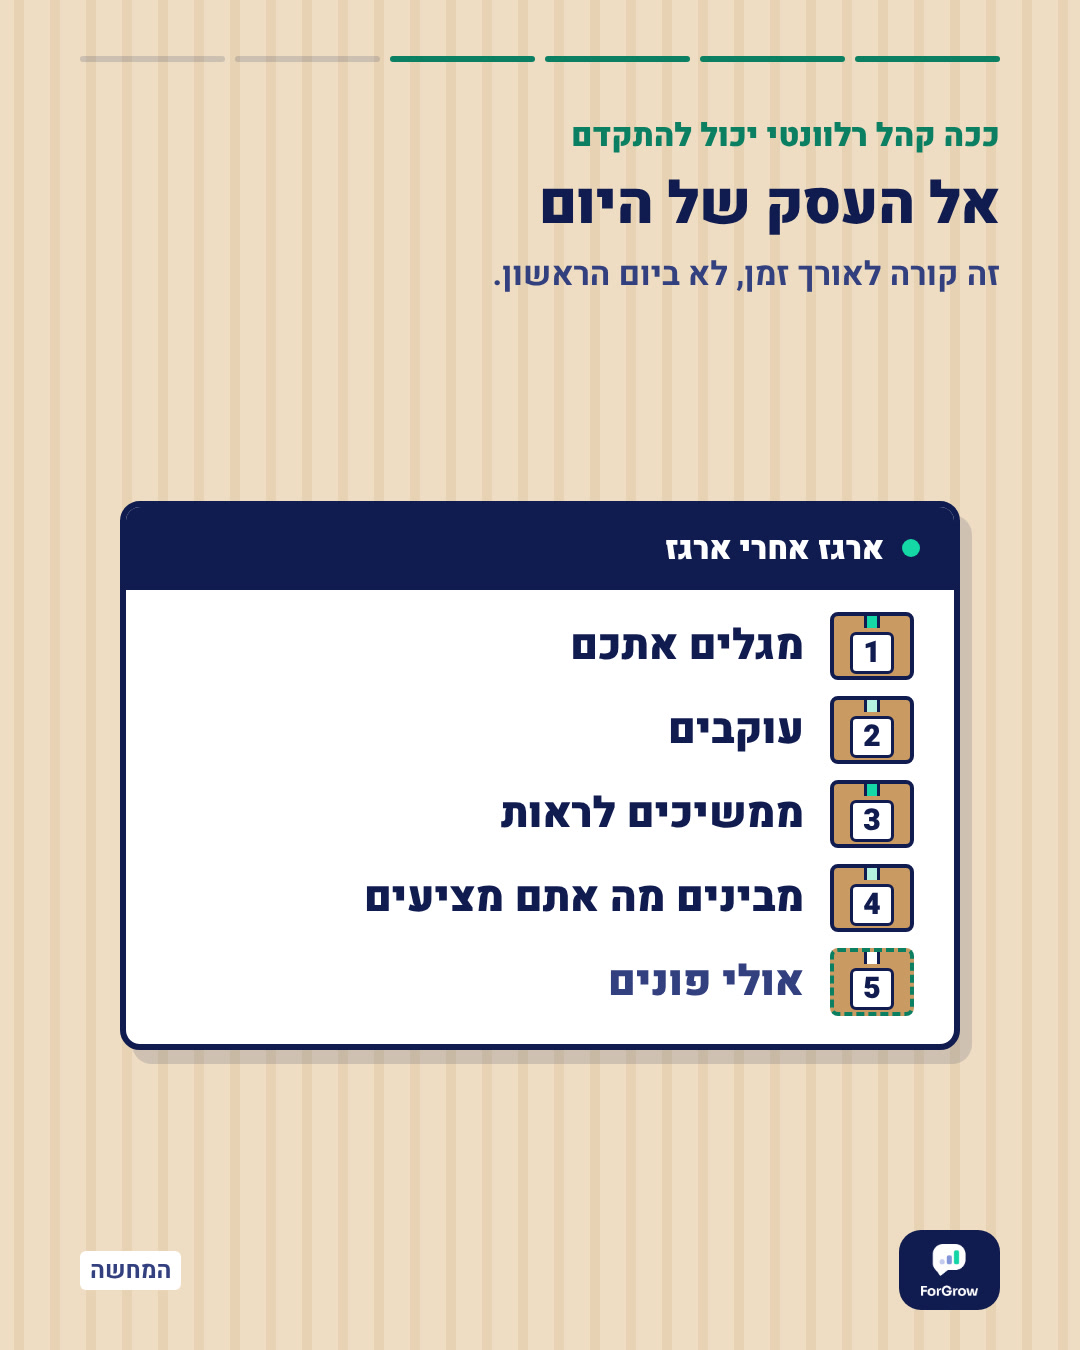 ככה קהל רלוונטי יכול להתקדם
אל העסק של היום
זה קורה לאורך זמן, לא ביום הראשון.
ארגז אחרי ארגז
1 מגלים אתכם
2 עוקבים
3 ממשיכים לראות
4 מבינים מה אתם מציעים
5 אולי פונים
ForGrow
המחשה